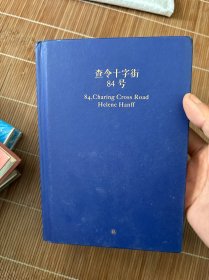 查令十字街
84号
84, Charing Cross Road
Helene Hanff